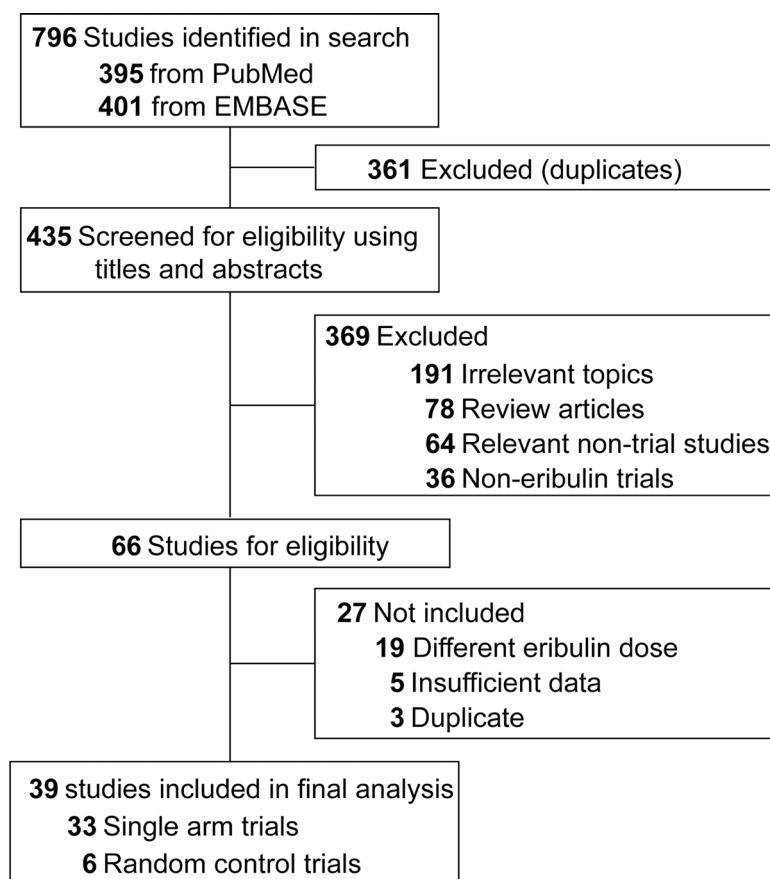 796 Studies identified in search
395 from PubMed
401 from EMBASE
361 Excluded (duplicates)
435 Screened for eligibility using
titles and abstracts
369 Excluded
191 Irrelevant topics
78 Review articles
64 Relevant non-trial studies
36 Non-eribulin trials
66 Studies for eligibility
27 Not included
19 Different eribulin dose
5 Insufficient data
3 Duplicate
39 studies included in final analysis
33 Single arm trials
6 Random control trials